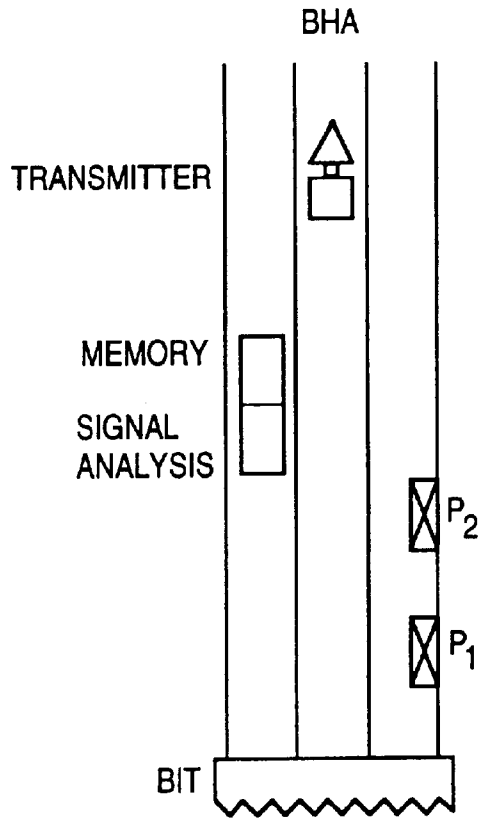 BHA
TRANSMITTER
MEMORY
SIGNAL
ANALYSIS
P2
P1
BIT